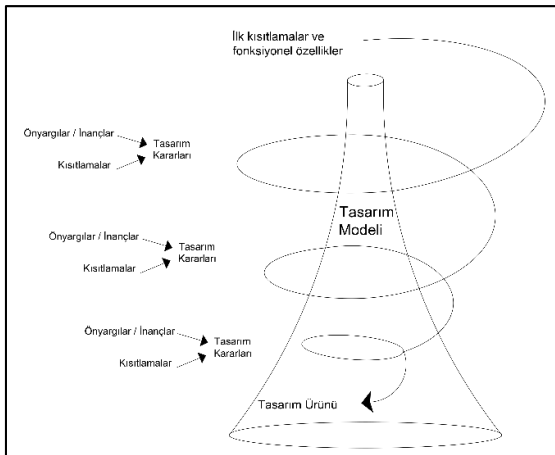 İlk kısıtlamalar ve
fonksiyonel özellikler
Önyargılar / İnançlar
Tasarım
Kararları
Kısıtlamalar
Tasarım
Modeli
Önyargılar / İnançlar
Tasarım
Kararları
Kısıtlamalar
Önyargılar / İnançlar
Tasarım
Kararları
Kısıtlamalar
Tasarım Ürünü